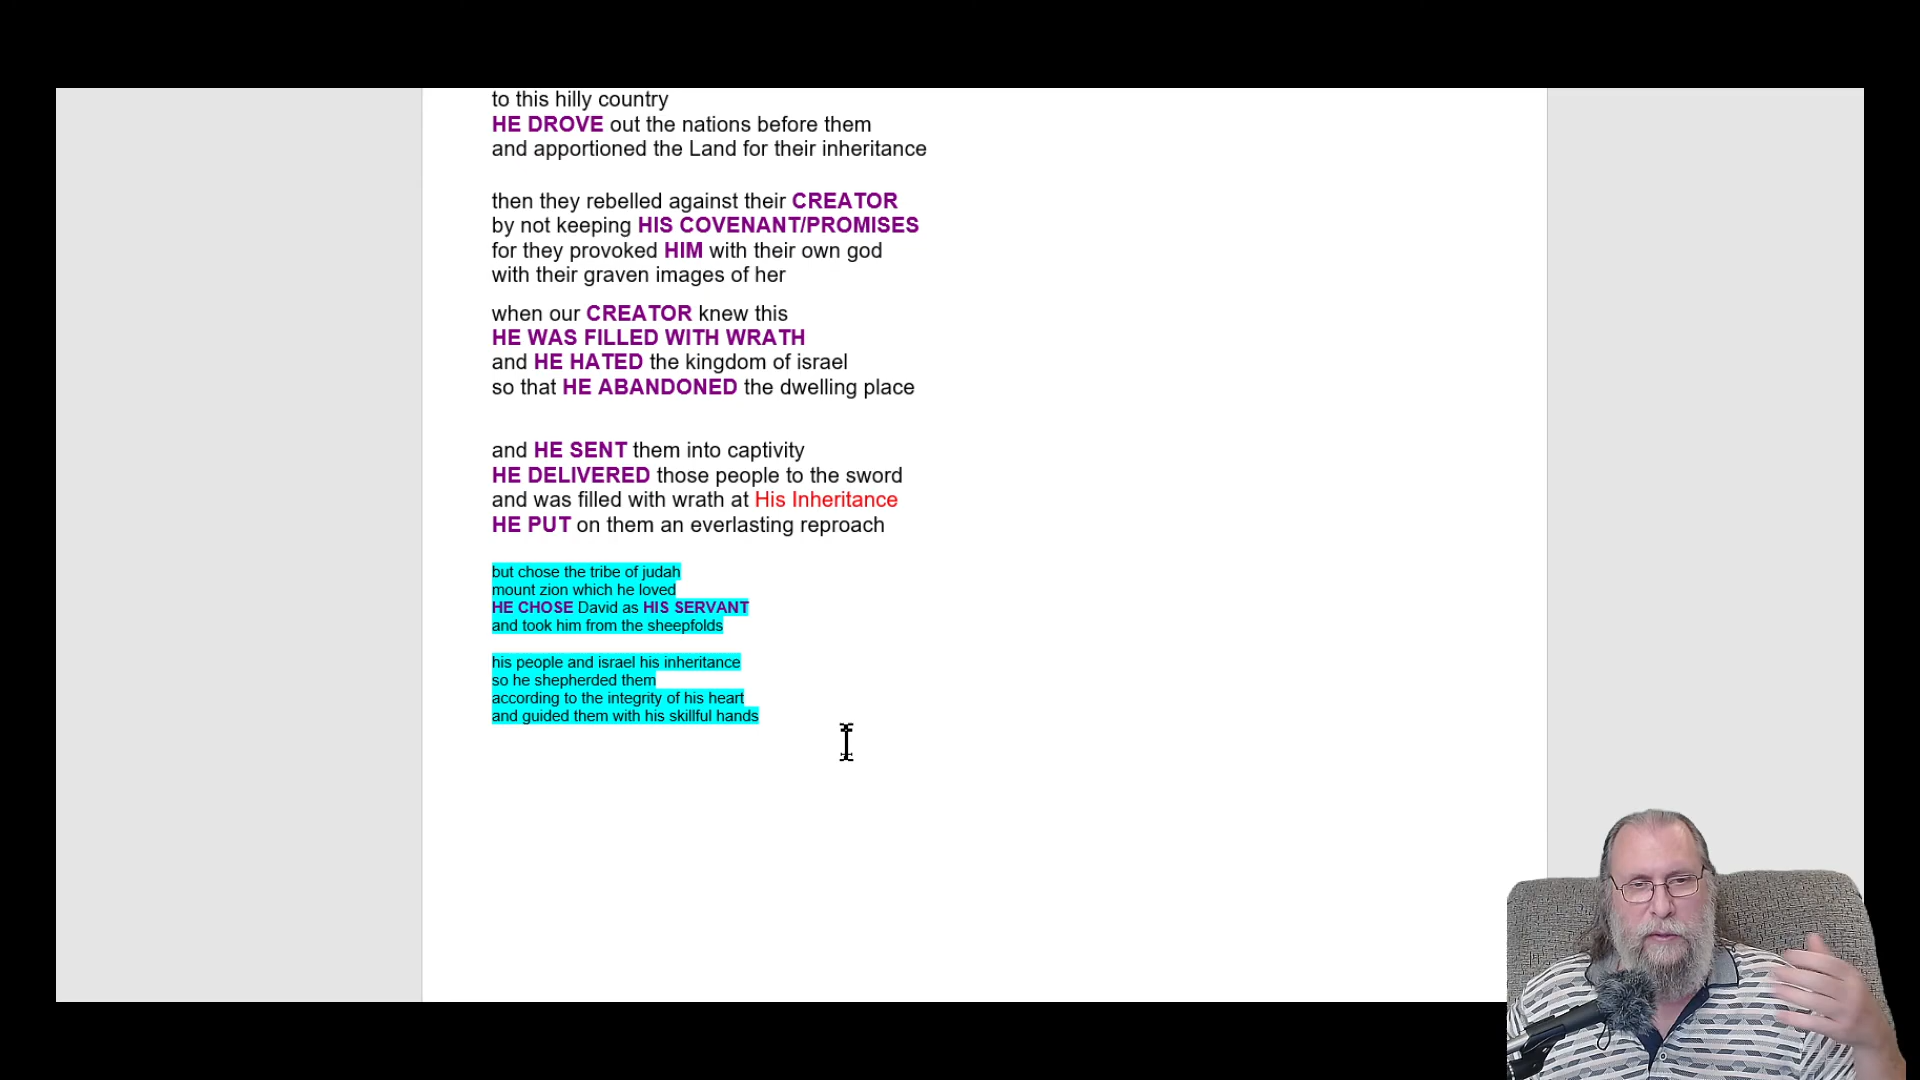 to this hilly country
HE DROVE out the nations before them
and apportioned the Land for their inheritance
then they rebelled against their CREATOR
by not keeping HIS COVENANT/PROMISES
for they provoked HIM with their own god
with their graven images of her
when our CREATOR knew this
HE WAS FILLED WITH WRATH
and HE HATED the kingdom of israel
so that HE ABANDONED the dwelling place
and HE SENT them into captivity
HE DELIVERED those people to the sword
and was filled with wrath at His Inheritance
HE PUT on them an everlasting reproach
but chose the tribe of judah
mount zion which he loved
HE CHOSE David as HIS SERVANT
and took him from the sheepfolds
his people and israel his inheritance
so he shepherded them
according to the integrity of his heart
and guided them with his skillful hands